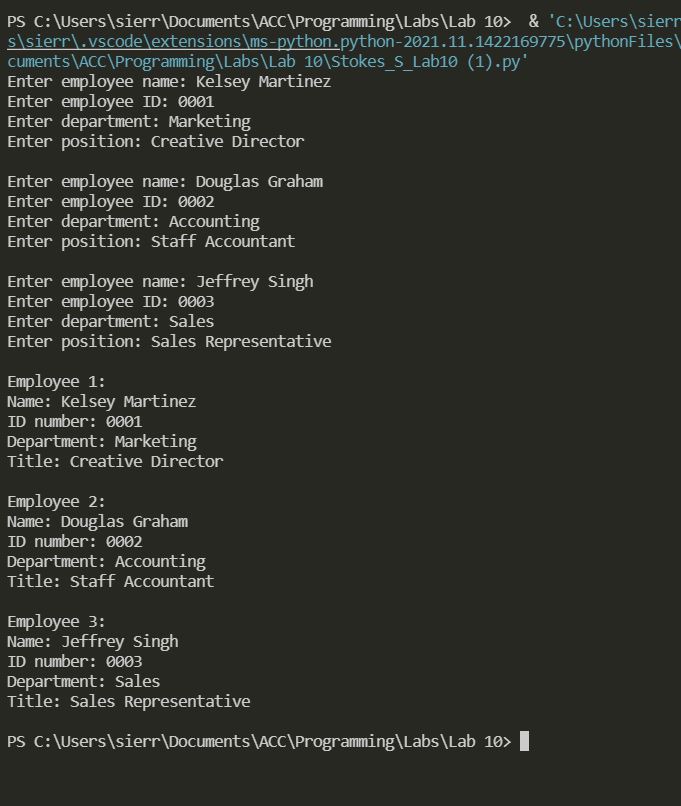 PS C:\Users\sierr\Documents\ACC\Programming\Labs\Lab 10>  & 'C:\Users\sierr
s\sierr\.vscode\extensions\ms-python.python-2021.11.1422169775\pythonFiles\
cuments\ACC\Programming\Labs\Lab 10\Stokes_S_Lab10 (1).py'
Enter employee name: Kelsey Martinez
Enter employee ID: 0001
Enter department: Marketing
Enter position: Creative Director

Enter employee name: Douglas Graham
Enter employee ID: 0002
Enter department: Accounting
Enter position: Staff Accountant

Enter employee name: Jeffrey Singh
Enter employee ID: 0003
Enter department: Sales
Enter position: Sales Representative

Employee 1:
Name: Kelsey Martinez
ID number: 0001
Department: Marketing
Title: Creative Director

Employee 2:
Name: Douglas Graham
ID number: 0002
Department: Accounting
Title: Staff Accountant

Employee 3:
Name: Jeffrey Singh
ID number: 0003
Department: Sales
Title: Sales Representative

PS C:\Users\sierr\Documents\ACC\Programming\Labs\Lab 10>